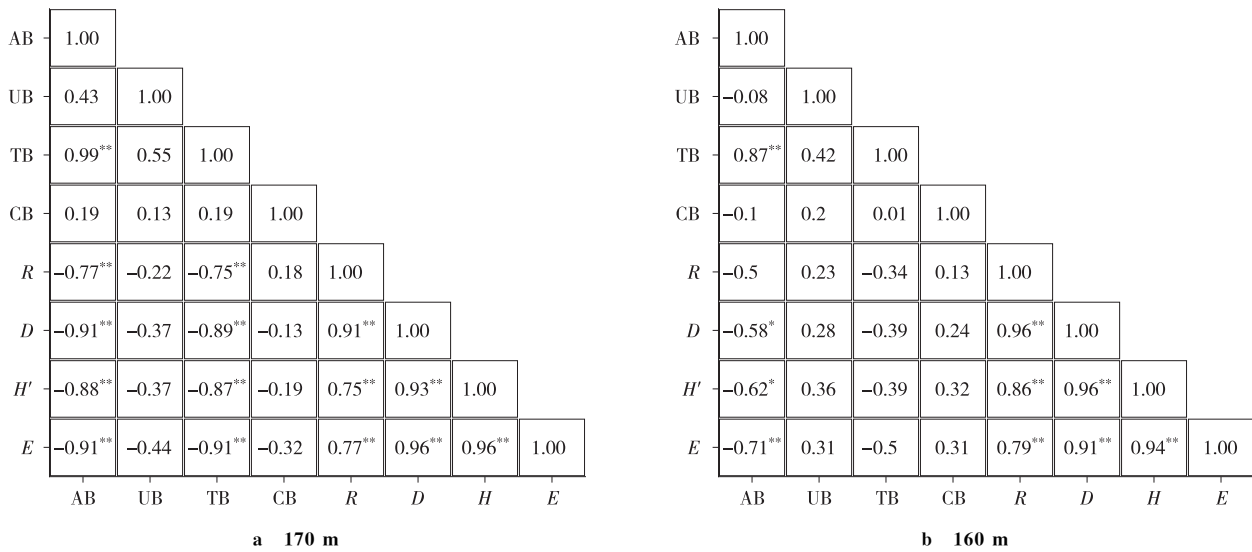 AB 1.00
UB 0.43 1.00
TB 0.99** 0.55 1.00
CB 0.19 0.13 0.19 1.00
R −0.77** −0.22 −0.75** 0.18 1.00
D −0.91** −0.37 −0.89** −0.13 0.91** 1.00
H′ −0.88** −0.37 −0.87** −0.19 0.75** 0.93** 1.00
E −0.91** −0.44 −0.91** −0.32 0.77** 0.96** 0.96** 1.00
AB UB TB CB R D H E
a 170 m
AB 1.00
UB −0.08 1.00
TB 0.87** 0.42 1.00
CB −0.1 0.2 0.01 1.00
R −0.5 0.23 −0.34 0.13 1.00
D −0.58* 0.28 −0.39 0.24 0.96** 1.00
H′ −0.62* 0.36 −0.39 0.32 0.86** 0.96** 1.00
E −0.71** 0.31 −0.5 0.31 0.79** 0.91** 0.94** 1.00
AB UB TB CB R D H E
b 160 m